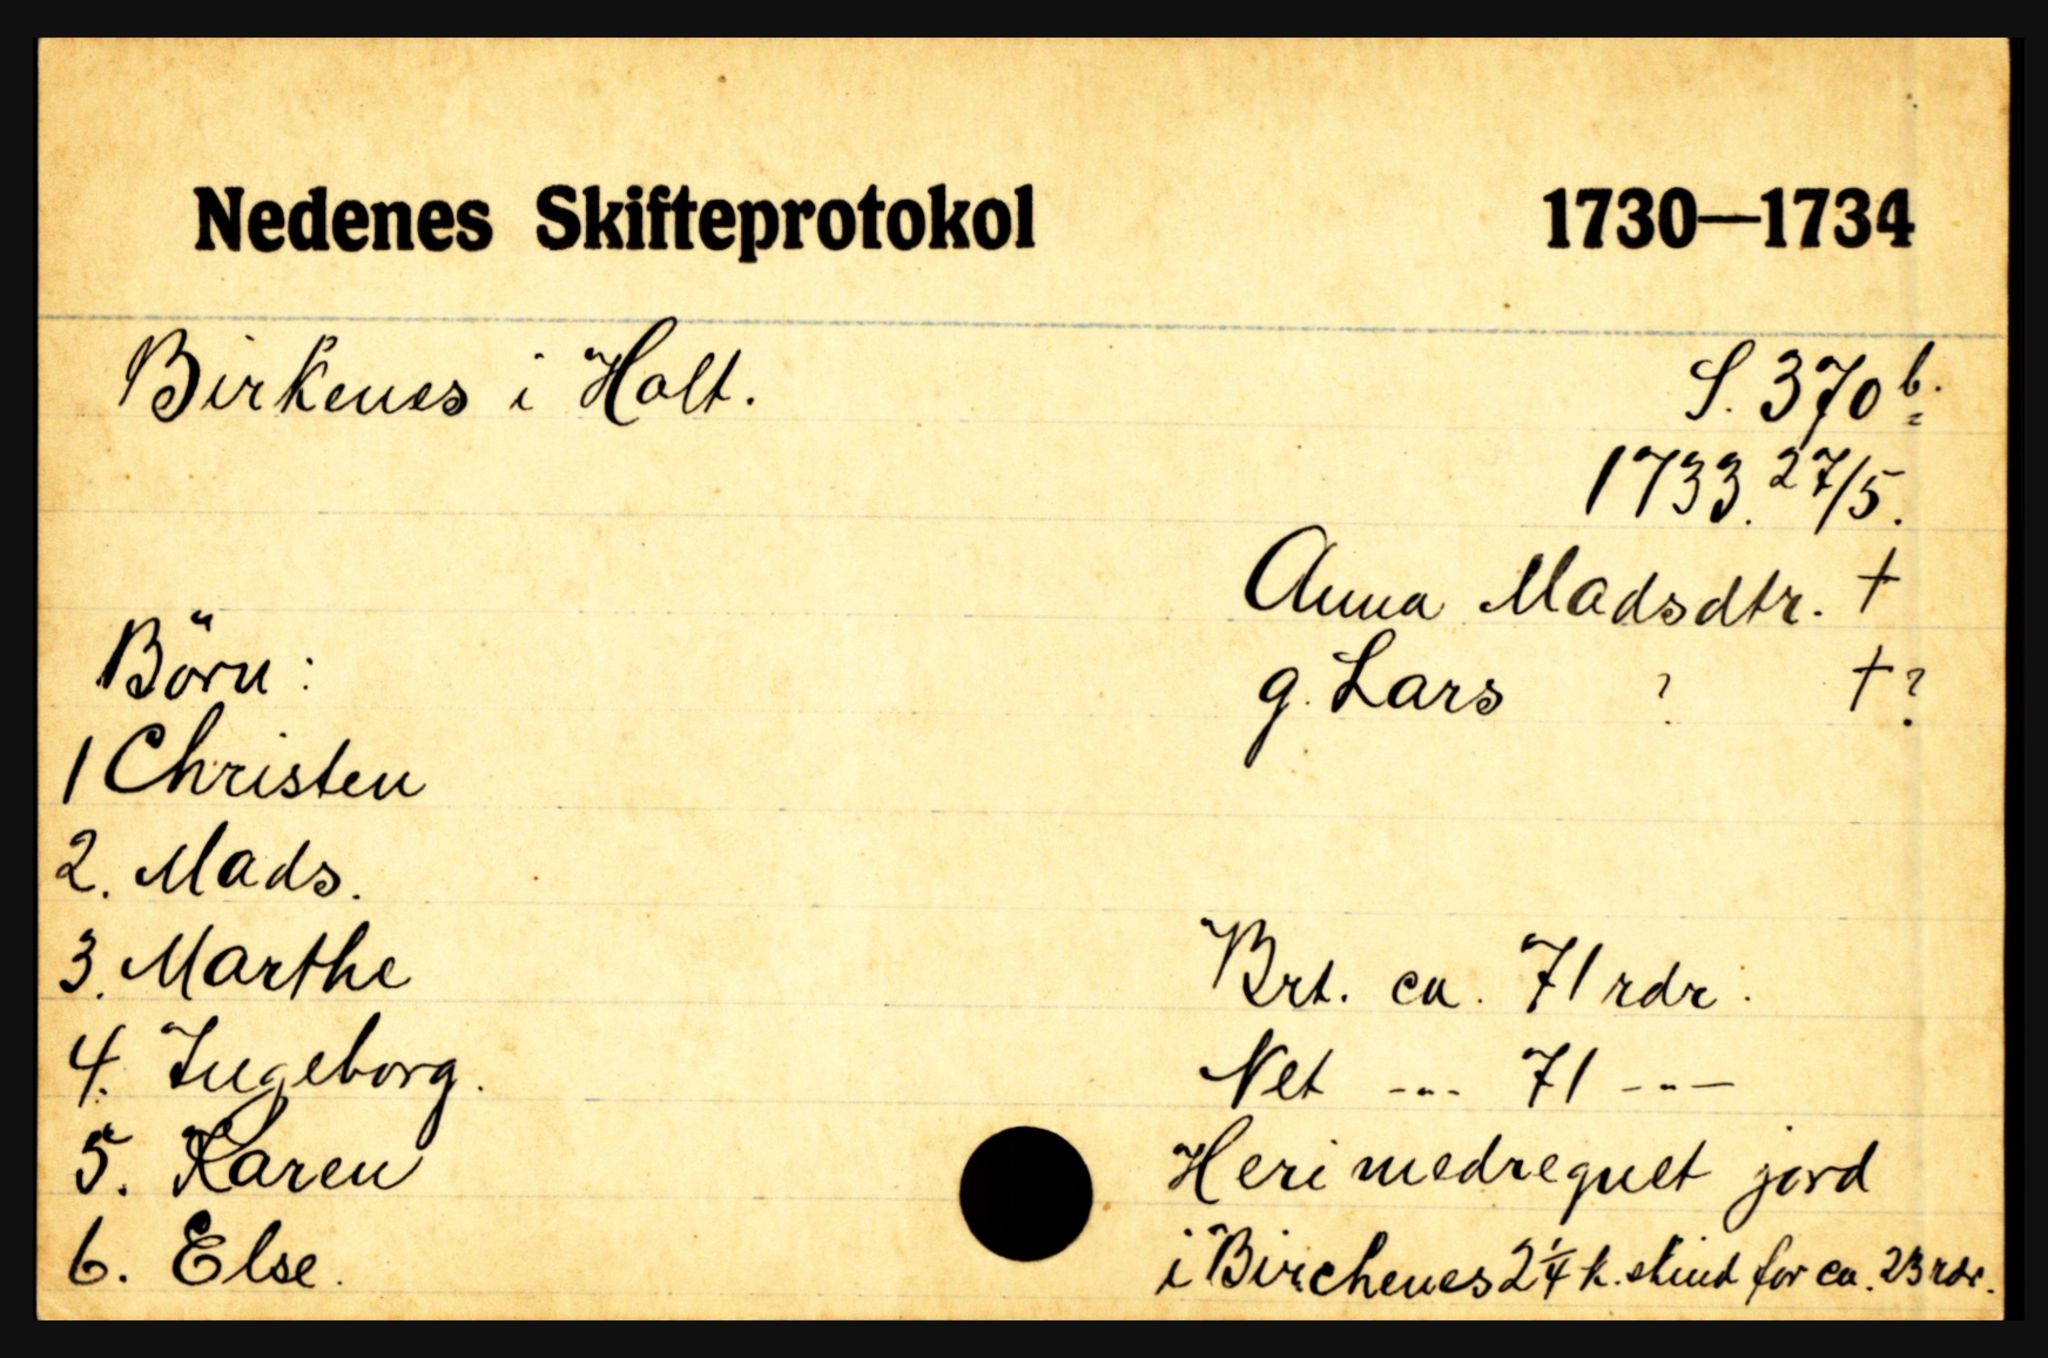 Nedenes Skifteprotokol 1730—1734
Birkenes i Holt. S. 370 b.
1733. 27/5.
Anna Madsdtr. †
Börn: g. Lars ? †?
1 Christen
2. Mads.
3. Marthe Brt. ca. 71 rdr.
4. Ingeborg. Net -"- 71 -"-
5. Karen Heri medregnet jord
6. Else. i Birchenes 2 1/4 k. skind for ca. 23 rdr.